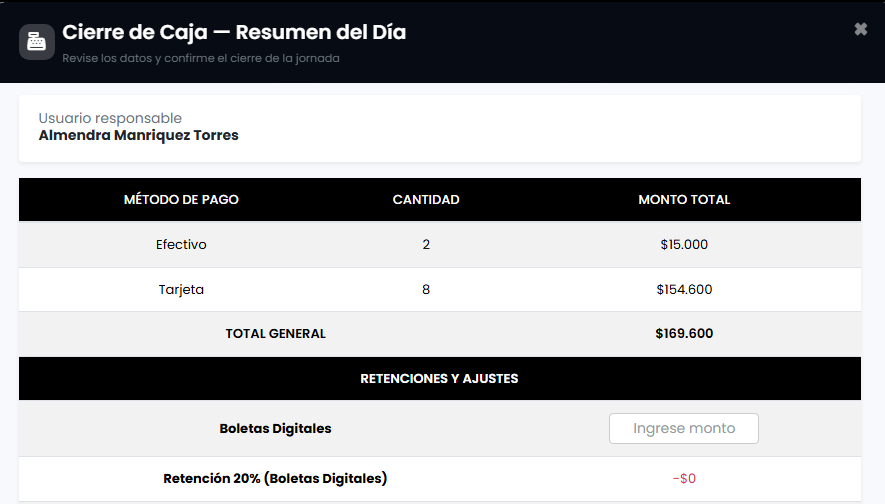 Cierre de Caja — Resumen del Día
Revise los datos y confirme el cierre de la jornada
Usuario responsable
Almendra Manriquez Torres
MÉTODO DE PAGO CANTIDAD MONTO TOTAL
Efectivo 2 $15.000
Tarjeta 8 $154.600
TOTAL GENERAL $169.600
RETENCIONES Y AJUSTES
Boletas Digitales Ingrese monto
Retención 20% (Boletas Digitales) -$0